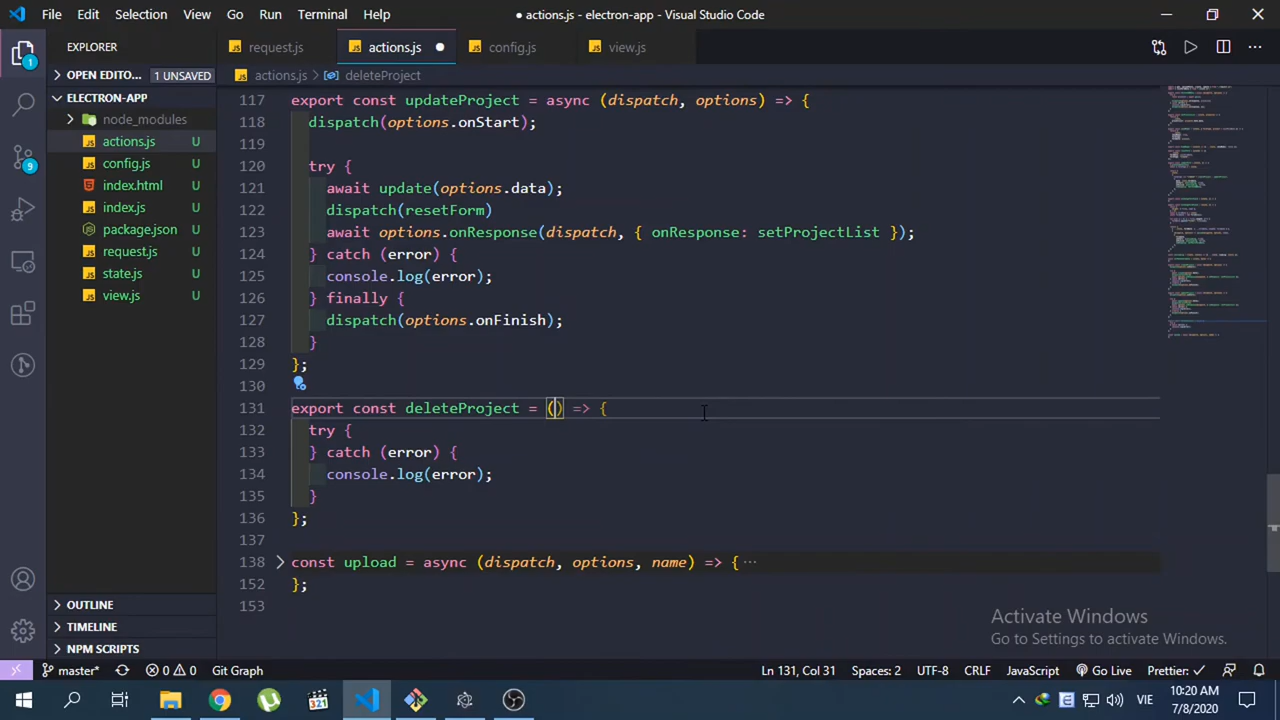 File Edit Selection View Go Run Terminal Help
● actions.js - electron-app - Visual Studio Code
EXPLORER
OPEN EDITO... 1 UNSAVED
ELECTRON-APP
node_modules
actions.js U
config.js U
index.html U
index.js U
package.json U
request.js U
state.js U
view.js U
OUTLINE
TIMELINE
NPM SCRIPTS
1
9
request.js
actions.js ●
config.js
view.js
actions.js > deleteProject
117 export const updateProject = async (dispatch, options) => {
118 dispatch(options.onStart);
119
120 try {
121 await update(options.data);
122 dispatch(resetForm)
123 await options.onResponse(dispatch, { onResponse: setProjectList });
124 } catch (error) {
125 console.log(error);
126 } finally {
127 dispatch(options.onFinish);
128 }
129 };
130
131 export const deleteProject = () => {
132 try {
133 } catch (error) {
134 console.log(error);
135 }
136 };
137
138 const upload = async (dispatch, options, name) => { ...
152 };
153
Activate Windows
Go to Settings to activate Windows.
master* 0 0 Git Graph
Ln 131, Col 31 Spaces: 2 UTF-8 CRLF JavaScript Go Live Prettier: ✓
VIE
10:20 AM
7/8/2020